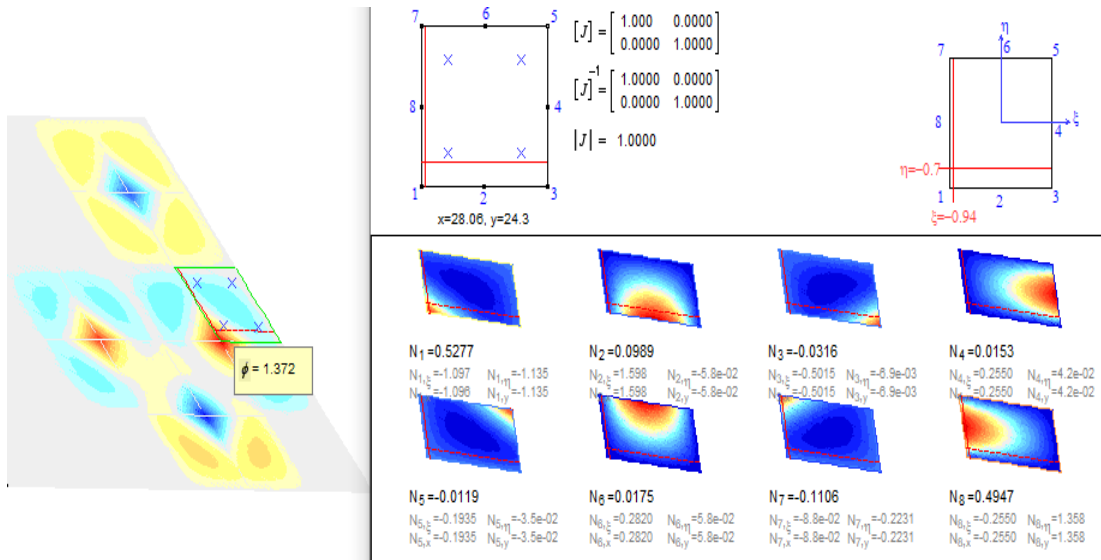 7 6 5
[J] = [ 1.000 0.0000
0.0000 1.0000 ]
[J]⁻¹ = [ 1.0000 0.0000
0.0000 1.0000 ]
|J| = 1.0000
8 4
1 2 3
x=28.06, y=24.3
η
7 6 5
8 4 ξ
η=-0.7
1 2 3
ξ=-0.94
ϕ = 1.372
N1=0.5277 N2=0.0989 N3=-0.0316 N4=0.0153
N1,ξ=-1.097 N1,η=-1.135 N2,ξ=1.598 N2,η=-5.8e-02 N3,ξ=-0.5015 N3,η=-6.9e-03 N4,ξ=0.2550 N4,η=4.2e-02
N1,x=-1.096 N1,y=-1.135 N2,x=1.598 N2,y=-5.8e-02 N3,x=-0.5015 N3,y=-6.9e-03 N4,x=0.2550 N4,y=4.2e-02
N5=-0.0119 N6=0.0175 N7=-0.1106 N8=0.4947
N5,ξ=-0.1935 N5,η=-3.5e-02 N6,ξ=0.2820 N6,η=5.8e-02 N7,ξ=-8.8e-02 N7,η=-0.2231 N8,ξ=-0.2550 N8,η=1.358
N5,x=-0.1935 N5,y=-3.5e-02 N6,x=0.2820 N6,y=5.8e-02 N7,x=-8.8e-02 N7,y=-0.2231 N8,x=-0.2550 N8,y=1.358